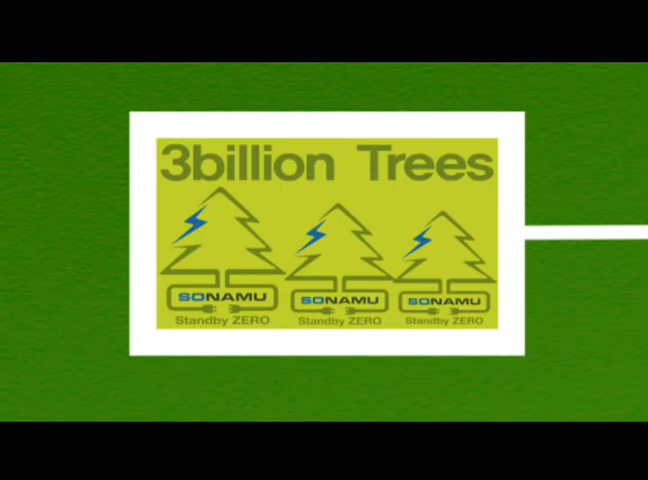 3billion Trees
SONAMU SONAMU SONAMU
Standby ZERO Standby ZERO Standby ZERO